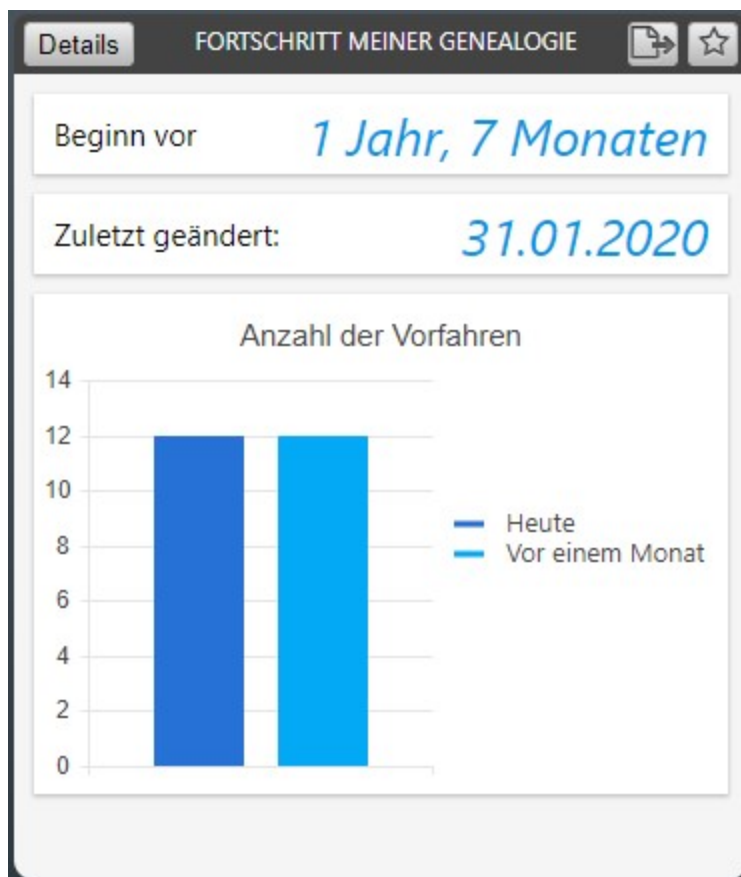 Details
FORTSCHRITT MEINER GENEALOGIE
Beginn vor 1 Jahr, 7 Monaten
Zuletzt geändert: 31.01.2020
Anzahl der Vorfahren
14
12
10
8
6
4
2
0
Heute
Vor einem Monat